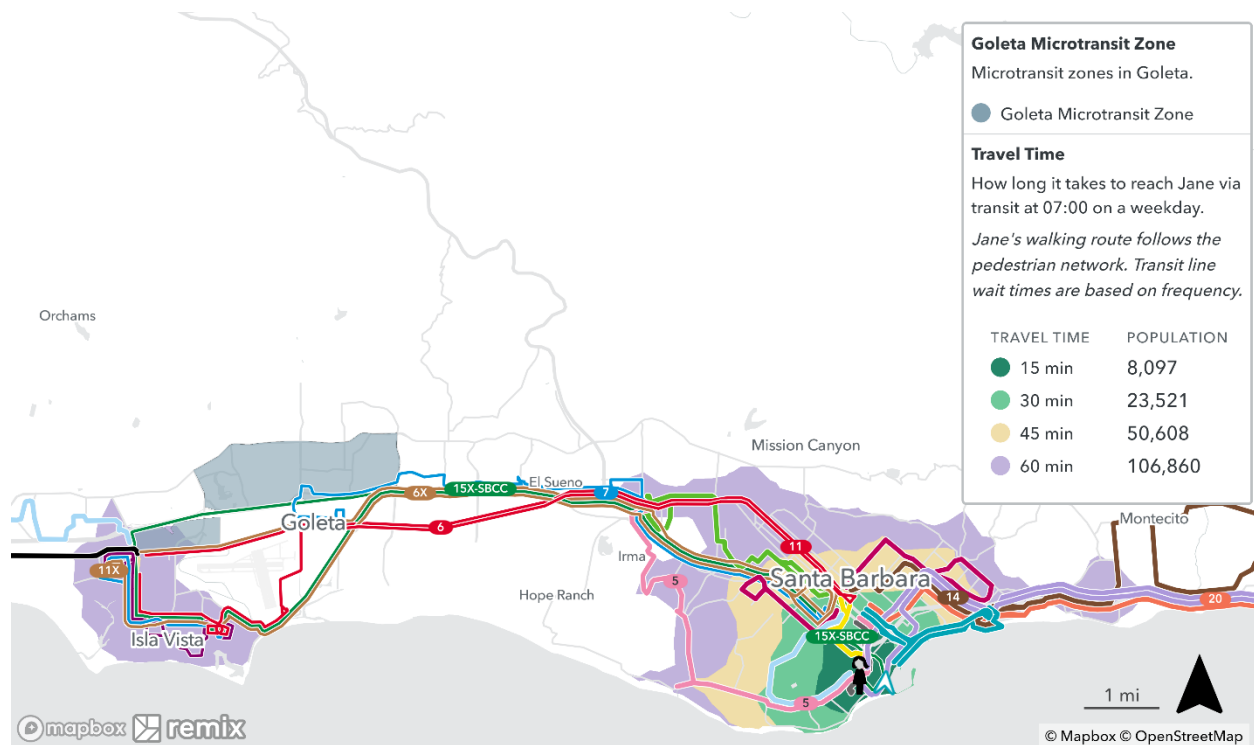 Goleta Microtransit Zone
Microtransit zones in Goleta.
Goleta Microtransit Zone
Travel Time
How long it takes to reach Jane via
transit at 07:00 on a weekday.
Jane's walking route follows the
pedestrian network. Transit line
wait times are based on frequency.
TRAVEL TIME POPULATION
15 min 8,097
30 min 23,521
45 min 50,608
60 min 106,860
Orchams
Mission Canyon
El Sueno
6X
15X-SBCC
7
Montecito
Goleta
6
11
Irma
11X
5
Santa Barbara
Hope Ranch
14
20
Isla Vista
15X-SBCC
5
1 mi
mapbox remix
© Mapbox © OpenStreetMap